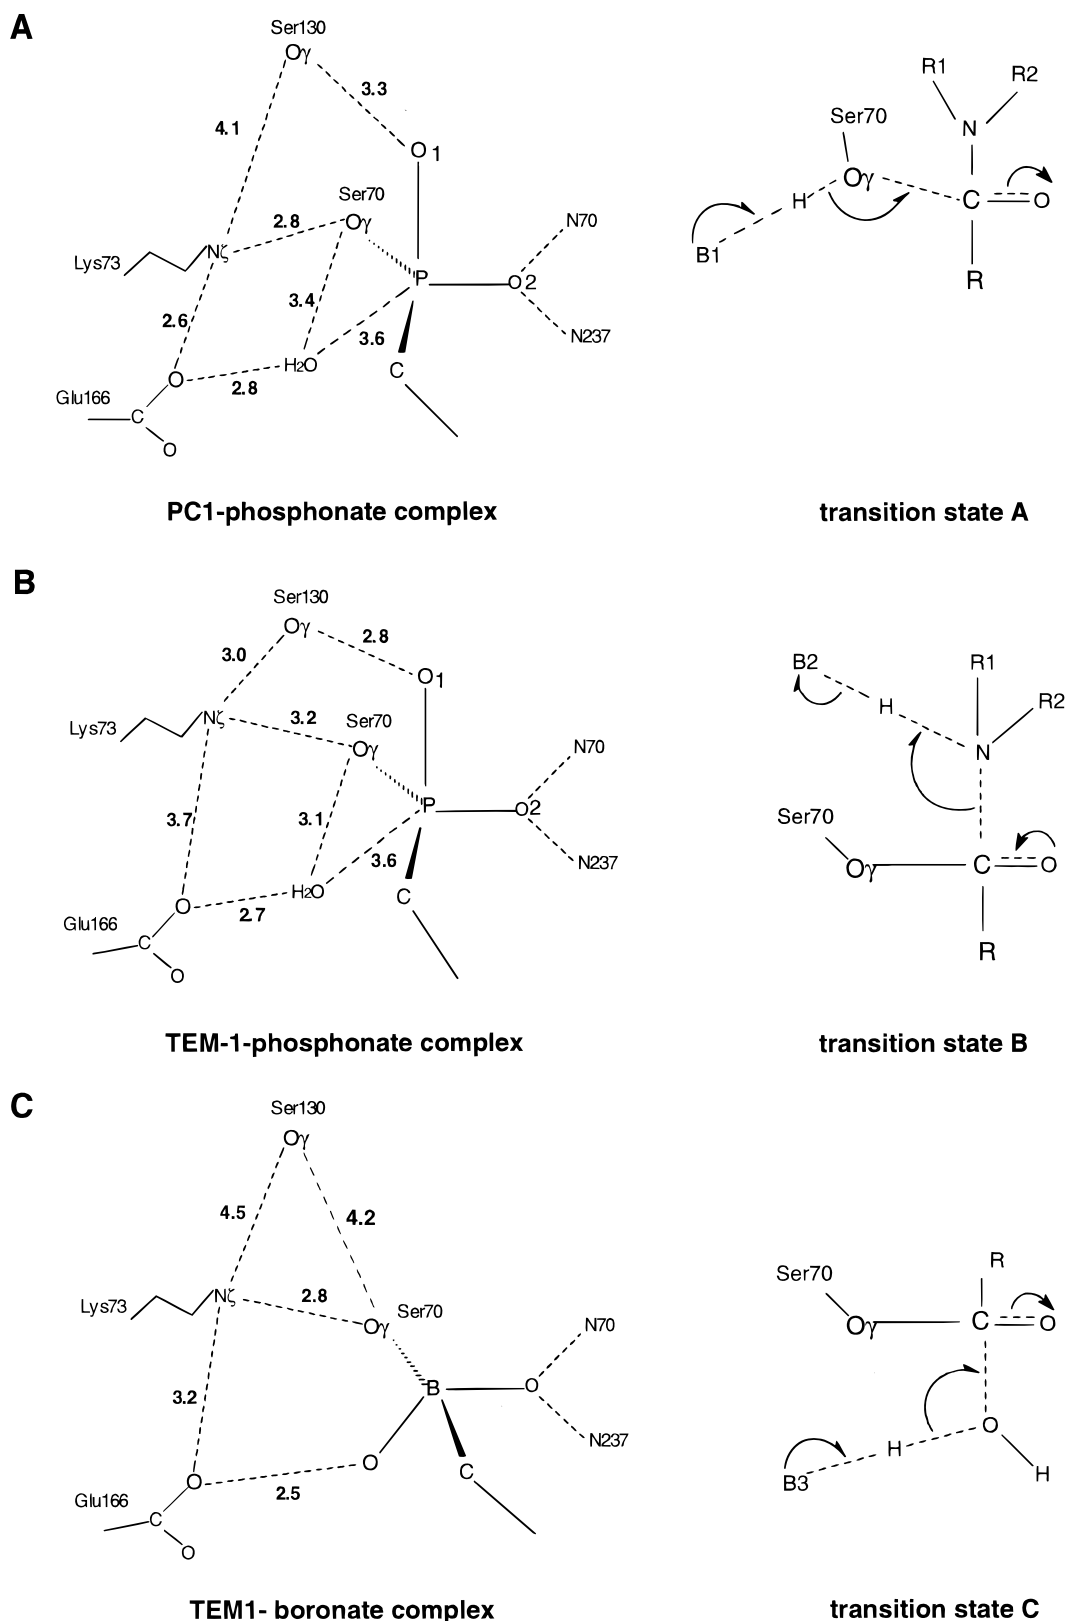 A
Ser130
Oγ
3.3
4.1
O 1
Ser70
Oγ
2.8
N70
Lys73
Nζ
P
O 2
3.4
2.6
3.6
N237
H2O
O
2.8
C
Glu166
C
O
PC1-phosphonate complex
R1
R2
Ser70
N
Oγ
H
C
O
B1
R
transition state A
B
Ser130
Oγ
2.8
3.0
O1
Ser70
Lys73
Nζ
3.2
Oγ
N70
3.7
3.1
P
O2
3.6
N237
H2O
O
2.7
C
Glu166
C
O
TEM-1-phosphonate complex
B2
R1
H
R2
N
Ser70
Oγ
C
O
R
transition state B
C
Ser130
Oγ
4.5
4.2
Lys73
Nζ
2.8
Ser70
Oγ
N70
3.2
B
O
N237
O
O
2.5
C
Glu166
C
O
TEM1- boronate complex
R
Ser70
Oγ
C
O
O
H
B3
H
transition state C